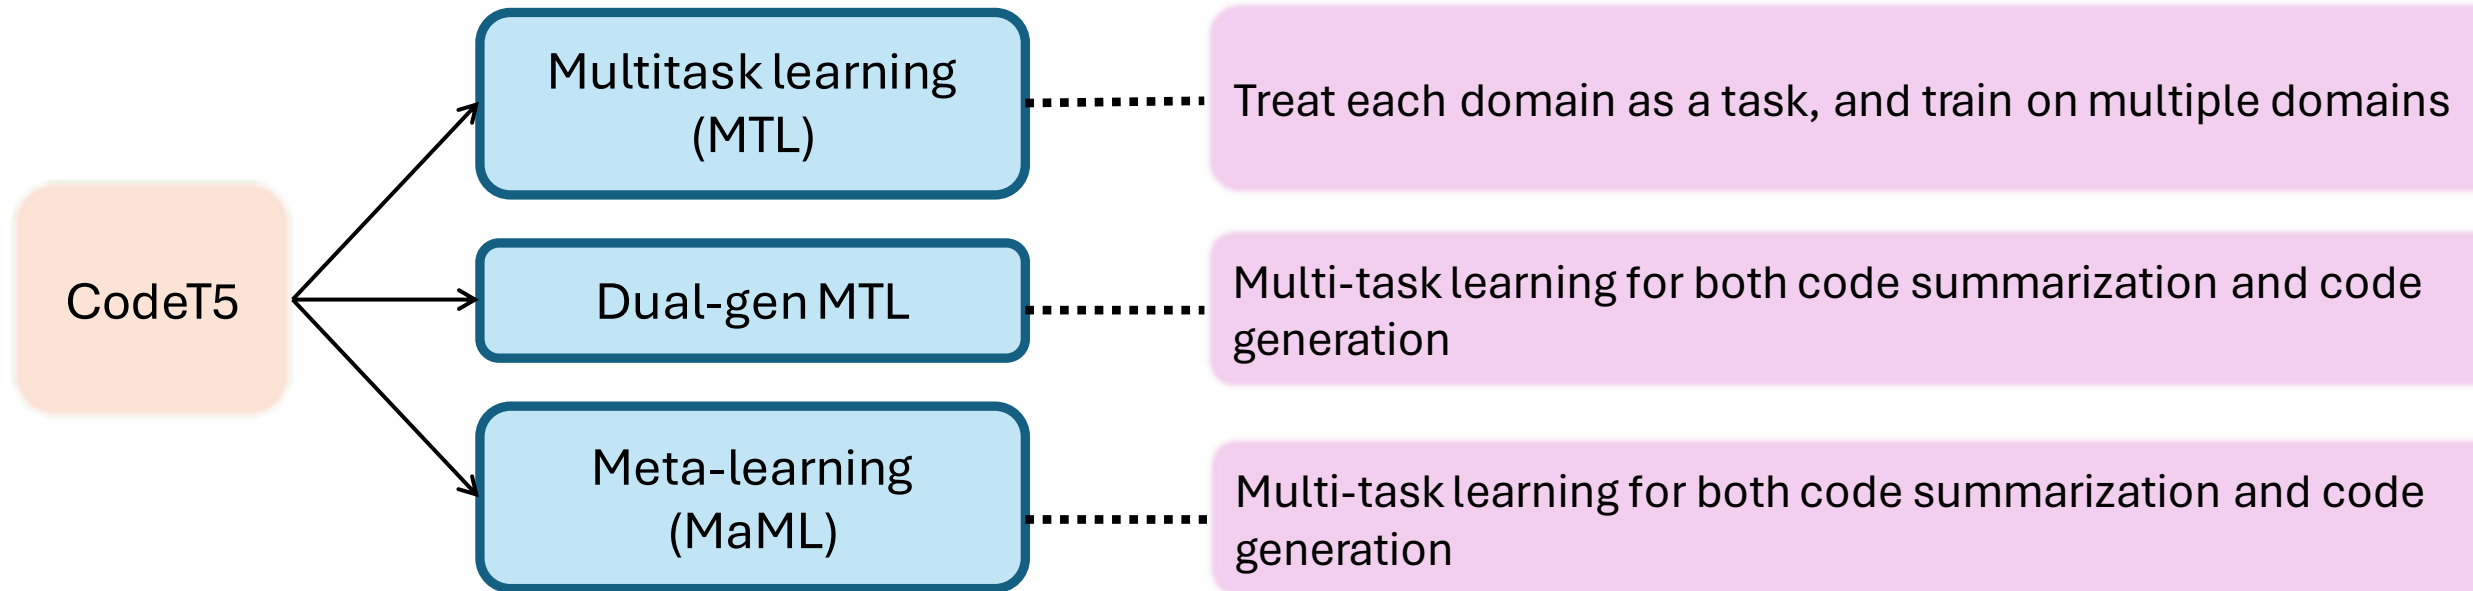 Multitask learning
(MTL)
Treat each domain as a task, and train on multiple domains
CodeT5
Dual-gen MTL
Multi-task learning for both code summarization and code
generation
Meta-learning
(MaML)
Multi-task learning for both code summarization and code
generation